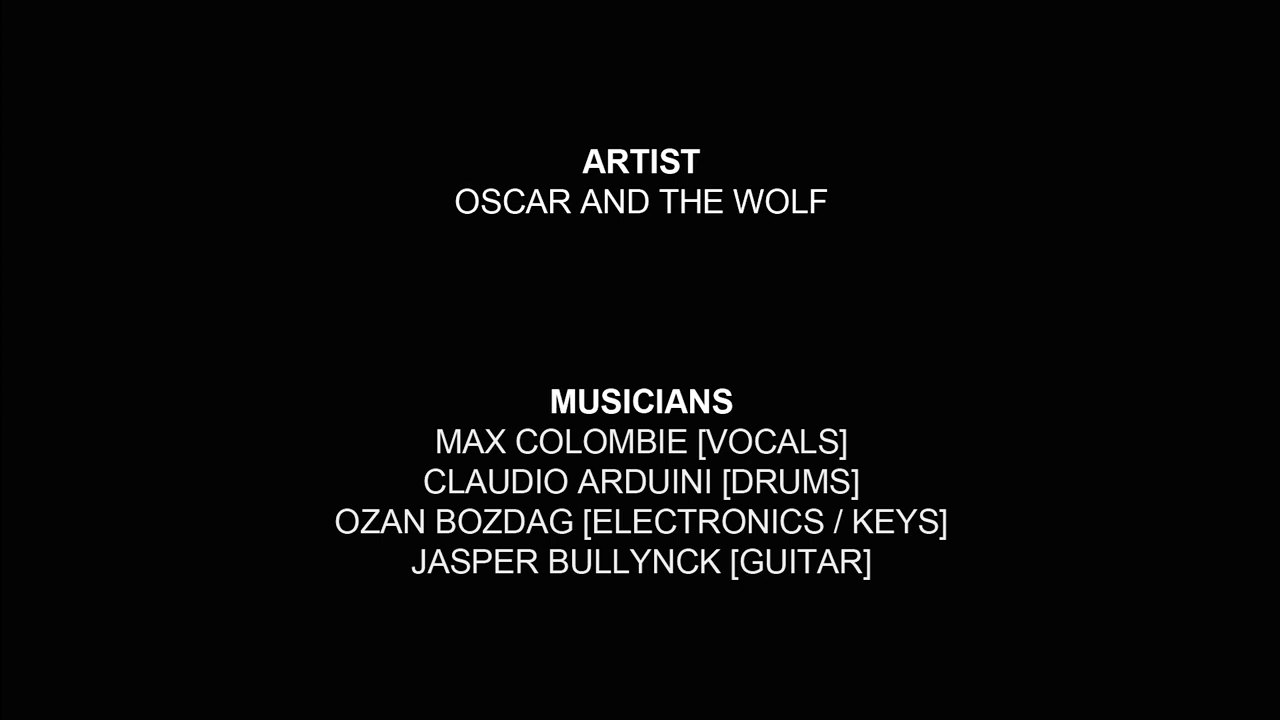 ARTIST
OSCAR AND THE WOLF
MUSICIANS
MAX COLOMBIE [VOCALS]
CLAUDIO ARDUINI [DRUMS]
OZAN BOZDAG [ELECTRONICS / KEYS]
JASPER BULLYNCK [GUITAR]